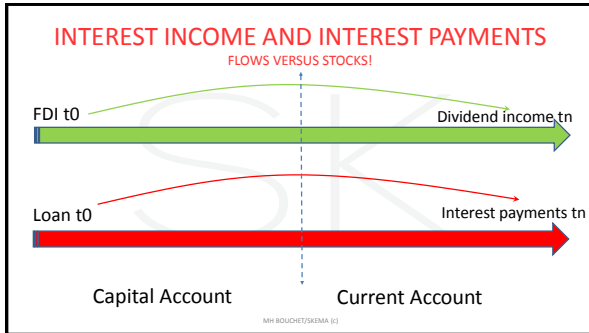 INTEREST INCOME AND INTEREST PAYMENTS
FLOWS VERSUS STOCKS!
FDI t0
Dividend income tn
Loan t0
Interest payments tn
Capital Account
Current Account
MH BOUCHET/SKEMA (c)
SK